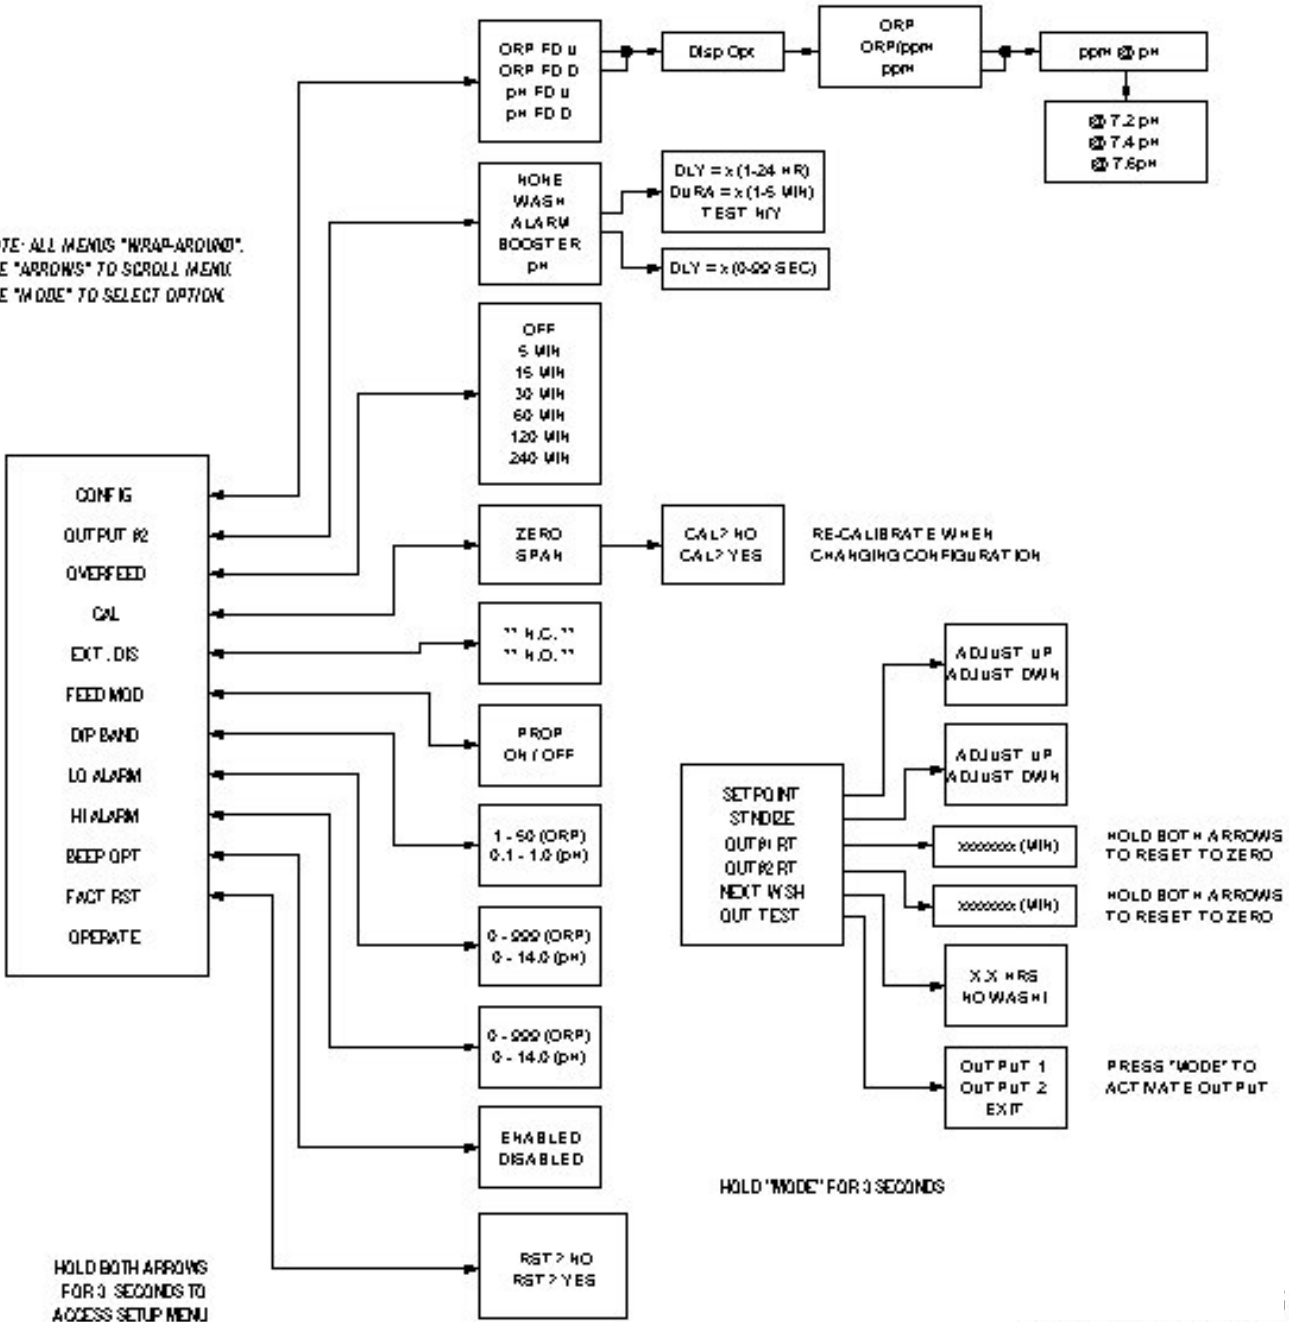 ORP FD U
ORP FD D
pH FD U
pH FD D
Disp Opt
ORP
ORP/ppm
ppm
ppm @ pH
@ 7.2 pH
@ 7.4 pH
@ 7.6pH
NONE
WASH
ALARM
BOOSTER
pH
DLY = x (1-24 HR)
DURA = x (1-5 MIN)
TEST N/Y
DLY = x (0-99 SEC)
TE: ALL MENUS "WRAP-AROUND".
E "ARROWS" TO SCROLL MENU.
E "MODE" TO SELECT OPTION.
OFF
5 MIN
15 MIN
30 MIN
60 MIN
120 MIN
240 MIN
CONFIG
OUTPUT #2
OVERFEED
CAL
EXT . DIS
FEED MOD
D/P BAND
LO ALARM
HI ALARM
BEEP OPT
FACT RST
OPERATE
ZERO
SPAN
CAL? NO
CAL? YES
RE-CALIBRATE WHEN
CHANGING CONFIGURATION
** N.C. **
** N.O. **
PROP
ON / OFF
1 - 50 (ORP)
0.1 - 1.0 (pH)
0 - 999 (ORP)
0 - 14.0 (pH)
0 - 999 (ORP)
0 - 14.0 (pH)
ENABLED
DISABLED
RST? NO
RST? YES
HOLD BOTH ARROWS
FOR 3 SECONDS TO
ACCESS SETUP MENU
SETPOINT
STNDIZE
OUT#1 RT
OUT#2 RT
NEXT WSH
OUT TEST
ADJUST UP
ADJUST DWN
ADJUST UP
ADJUST DWN
xxxxxxx (MIN)
HOLD BOTH ARROWS
TO RESET TO ZERO
xxxxxxx (MIN)
HOLD BOTH ARROWS
TO RESET TO ZERO
X.X HRS
NO WASH!
OUTPUT 1
OUTPUT 2
EXIT
PRESS "MODE" TO
ACTIVATE OUTPUT
HOLD "MODE" FOR 3 SECONDS